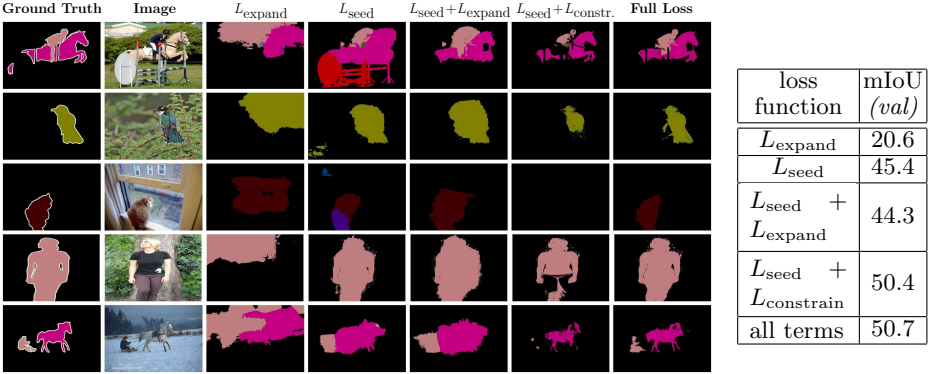 Ground Truth Image L_expand L_seed L_seed+L_expand L_seed+L_constr. Full Loss
loss function mIoU (val)
L_expand 20.6
L_seed 45.4
L_seed + L_expand 44.3
L_seed + L_constrain 50.4
all terms 50.7